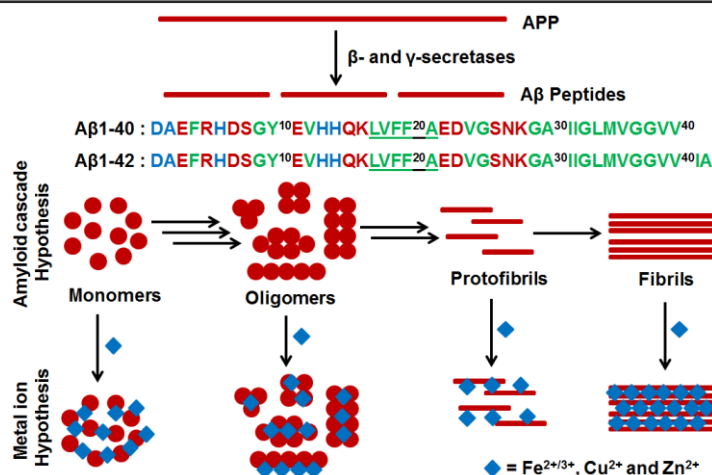 APP
β- and γ-secretases
Aβ Peptides
Aβ1-40 : DAEFRHDSGY¹⁰EVHHQKLVFF²⁰AEDVGSNKGA³⁰IIGLMVGGVV⁴⁰
Aβ1-42 : DAEFRHDSGY¹⁰EVHHQKLVFF²⁰AEDVGSNKGA³⁰IIGLMVGGVV⁴⁰IA
Amyloid cascade
Hypothesis
Monomers
Oligomers
Protofibrils
Fibrils
Metal ion
Hypothesis
= Fe²⁺/³⁺, Cu²⁺ and Zn²⁺